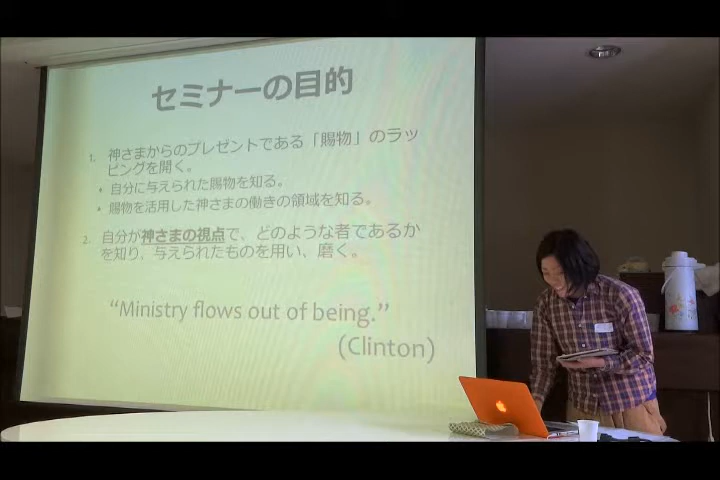 セミナーの目的
1. 神さまからのプレゼントである「賜物」のラッ
ピングを開く。
• 自分に与えられた賜物を知る。
• 賜物を活用した神さまの働きの領域を知る。
2. 自分が神さまの視点で、どのような者であるか
を知り、与えられたものを用い、磨く。
“Ministry flows out of being.”
(Clinton)